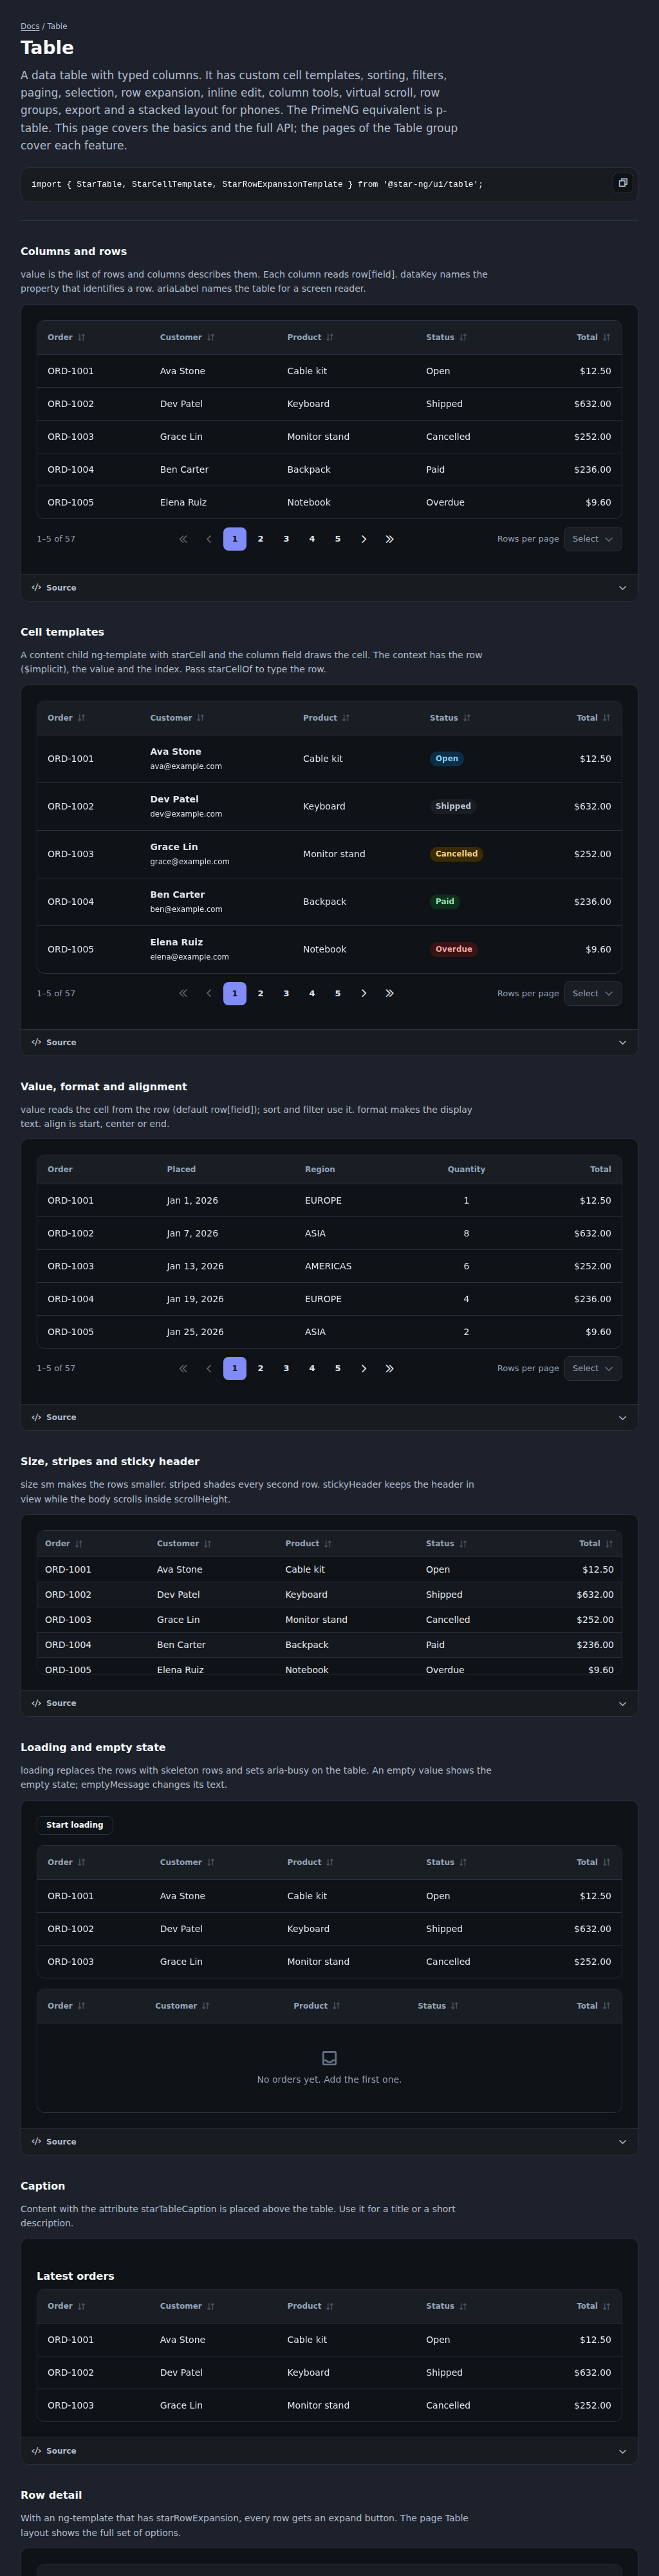 Docs / Table
Table
A data table with typed columns. It has custom cell templates, sorting, filters,
paging, selection, row expansion, inline edit, column tools, virtual scroll, row
groups, export and a stacked layout for phones. The PrimeNG equivalent is p-
table. This page covers the basics and the full API; the pages of the Table group
cover each feature.
import { StarTable, StarCellTemplate, StarRowExpansionTemplate } from '@star-ng/ui/table';
Columns and rows
value is the list of rows and columns describes them. Each column reads row[field]. dataKey names the
property that identifies a row. ariaLabel names the table for a screen reader.
Order Customer Product Status Total
ORD-1001 Ava Stone Cable kit Open $12.50
ORD-1002 Dev Patel Keyboard Shipped $632.00
ORD-1003 Grace Lin Monitor stand Cancelled $252.00
ORD-1004 Ben Carter Backpack Paid $236.00
ORD-1005 Elena Ruiz Notebook Overdue $9.60
1–5 of 57 1 2 3 4 5 Rows per page Select
Source
Cell templates
A content child ng-template with starCell and the column field draws the cell. The context has the row
($implicit), the value and the index. Pass starCellOf to type the row.
Order Customer Product Status Total
ORD-1001 Ava Stone Cable kit Open $12.50
ava@example.com
ORD-1002 Dev Patel Keyboard Shipped $632.00
dev@example.com
ORD-1003 Grace Lin Monitor stand Cancelled $252.00
grace@example.com
ORD-1004 Ben Carter Backpack Paid $236.00
ben@example.com
ORD-1005 Elena Ruiz Notebook Overdue $9.60
elena@example.com
1–5 of 57 1 2 3 4 5 Rows per page Select
Source
Value, format and alignment
value reads the cell from the row (default row[field]); sort and filter use it. format makes the display
text. align is start, center or end.
Order Placed Region Quantity Total
ORD-1001 Jan 1, 2026 EUROPE 1 $12.50
ORD-1002 Jan 7, 2026 ASIA 8 $632.00
ORD-1003 Jan 13, 2026 AMERICAS 6 $252.00
ORD-1004 Jan 19, 2026 EUROPE 4 $236.00
ORD-1005 Jan 25, 2026 ASIA 2 $9.60
1–5 of 57 1 2 3 4 5 Rows per page Select
Source
Size, stripes and sticky header
size sm makes the rows smaller. striped shades every second row. stickyHeader keeps the header in
view while the body scrolls inside scrollHeight.
Order Customer Product Status Total
ORD-1001 Ava Stone Cable kit Open $12.50
ORD-1002 Dev Patel Keyboard Shipped $632.00
ORD-1003 Grace Lin Monitor stand Cancelled $252.00
ORD-1004 Ben Carter Backpack Paid $236.00
ORD-1005 Elena Ruiz Notebook Overdue $9.60
Source
Loading and empty state
loading replaces the rows with skeleton rows and sets aria-busy on the table. An empty value shows the
empty state; emptyMessage changes its text.
Start loading
Order Customer Product Status Total
ORD-1001 Ava Stone Cable kit Open $12.50
ORD-1002 Dev Patel Keyboard Shipped $632.00
ORD-1003 Grace Lin Monitor stand Cancelled $252.00
Order Customer Product Status Total
No orders yet. Add the first one.
Source
Caption
Content with the attribute starTableCaption is placed above the table. Use it for a title or a short
description.
Latest orders
Order Customer Product Status Total
ORD-1001 Ava Stone Cable kit Open $12.50
ORD-1002 Dev Patel Keyboard Shipped $632.00
ORD-1003 Grace Lin Monitor stand Cancelled $252.00
Source
Row detail
With an ng-template that has starRowExpansion, every row gets an expand button. The page Table
layout shows the full set of options.